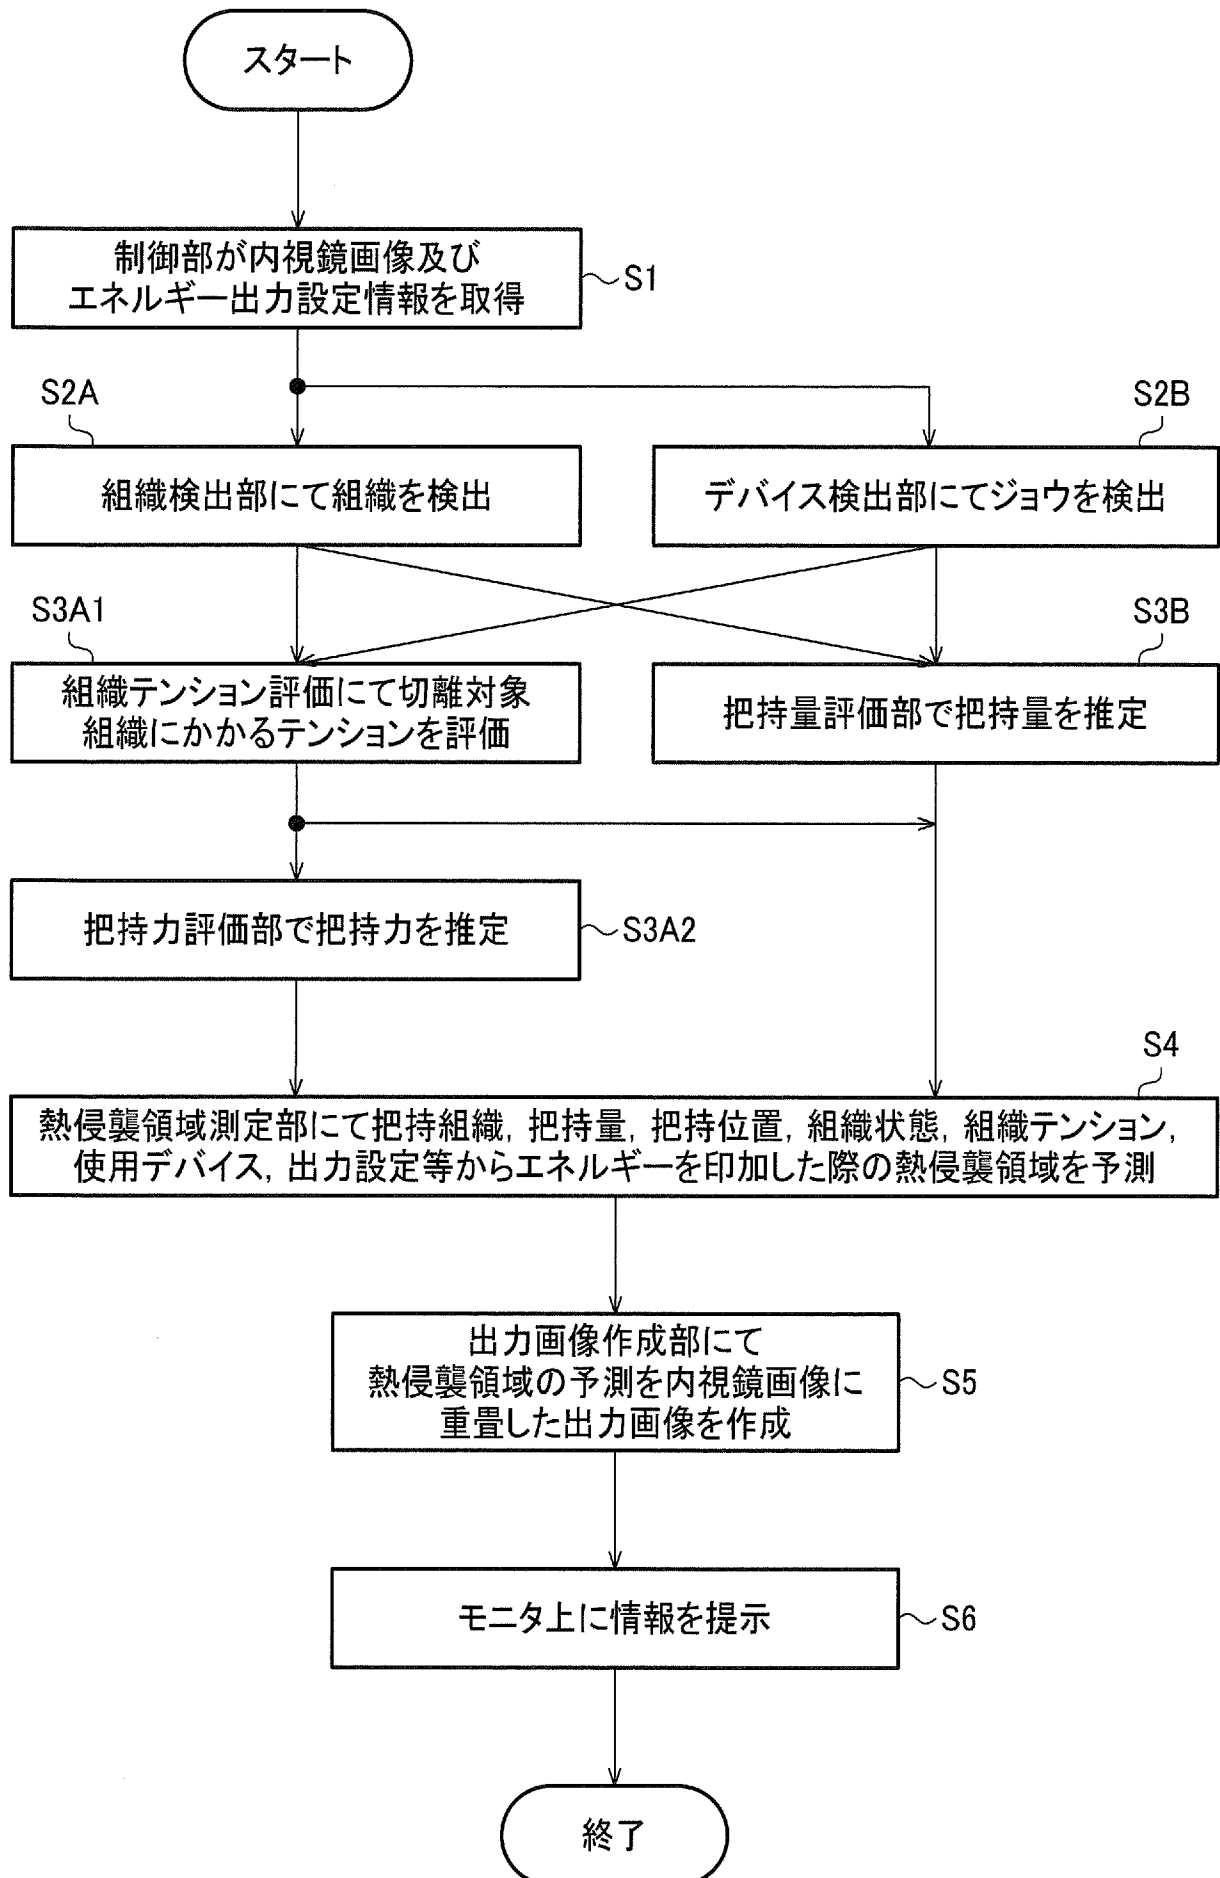 スタート
制御部が内視鏡画像及び
エネルギー出力設定情報を取得
S1
S2A
組織検出部にて組織を検出
S2B
デバイス検出部にてジョウを検出
S3A1
組織テンション評価にて切離対象
組織にかかるテンションを評価
S3B
把持量評価部で把持量を推定
把持力評価部で把持力を推定
S3A2
S4
熱侵襲領域測定部にて把持組織, 把持量, 把持位置, 組織状態, 組織テンション,
使用デバイス, 出力設定等からエネルギーを印加した際の熱侵襲領域を予測
出力画像作成部にて
熱侵襲領域の予測を内視鏡画像に
重畳した出力画像を作成
S5
モニタ上に情報を提示
S6
終了